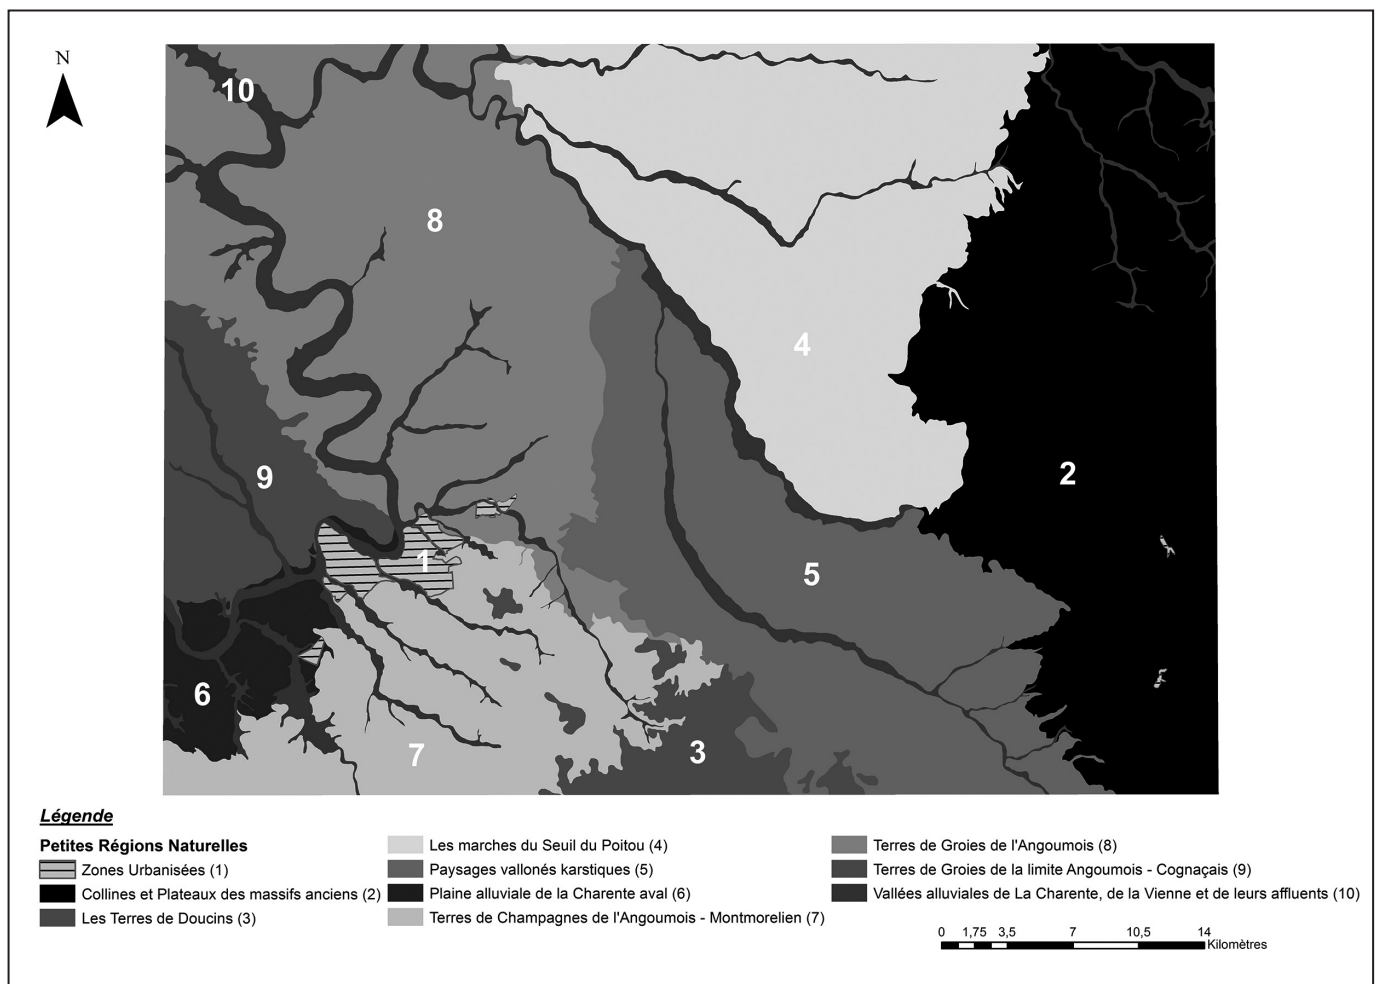 N
10
8
4
9
2
1
5
6
7
3
Légende
Petites Régions Naturelles
Zones Urbanisées (1)
Collines et Plateaux des massifs anciens (2)
Les Terres de Doucins (3)
Les marches du Seuil du Poitou (4)
Paysages vallonés karstiques (5)
Plaine alluviale de la Charente aval (6)
Terres de Champagnes de l'Angoumois - Montmorelien (7)
Terres de Groies de l'Angoumois (8)
Terres de Groies de la limite Angoumois - Cognaçais (9)
Vallées alluviales de La Charente, de la Vienne et de leurs affluents (10)
0 1,75 3,5 7 10,5 14
Kilomètres